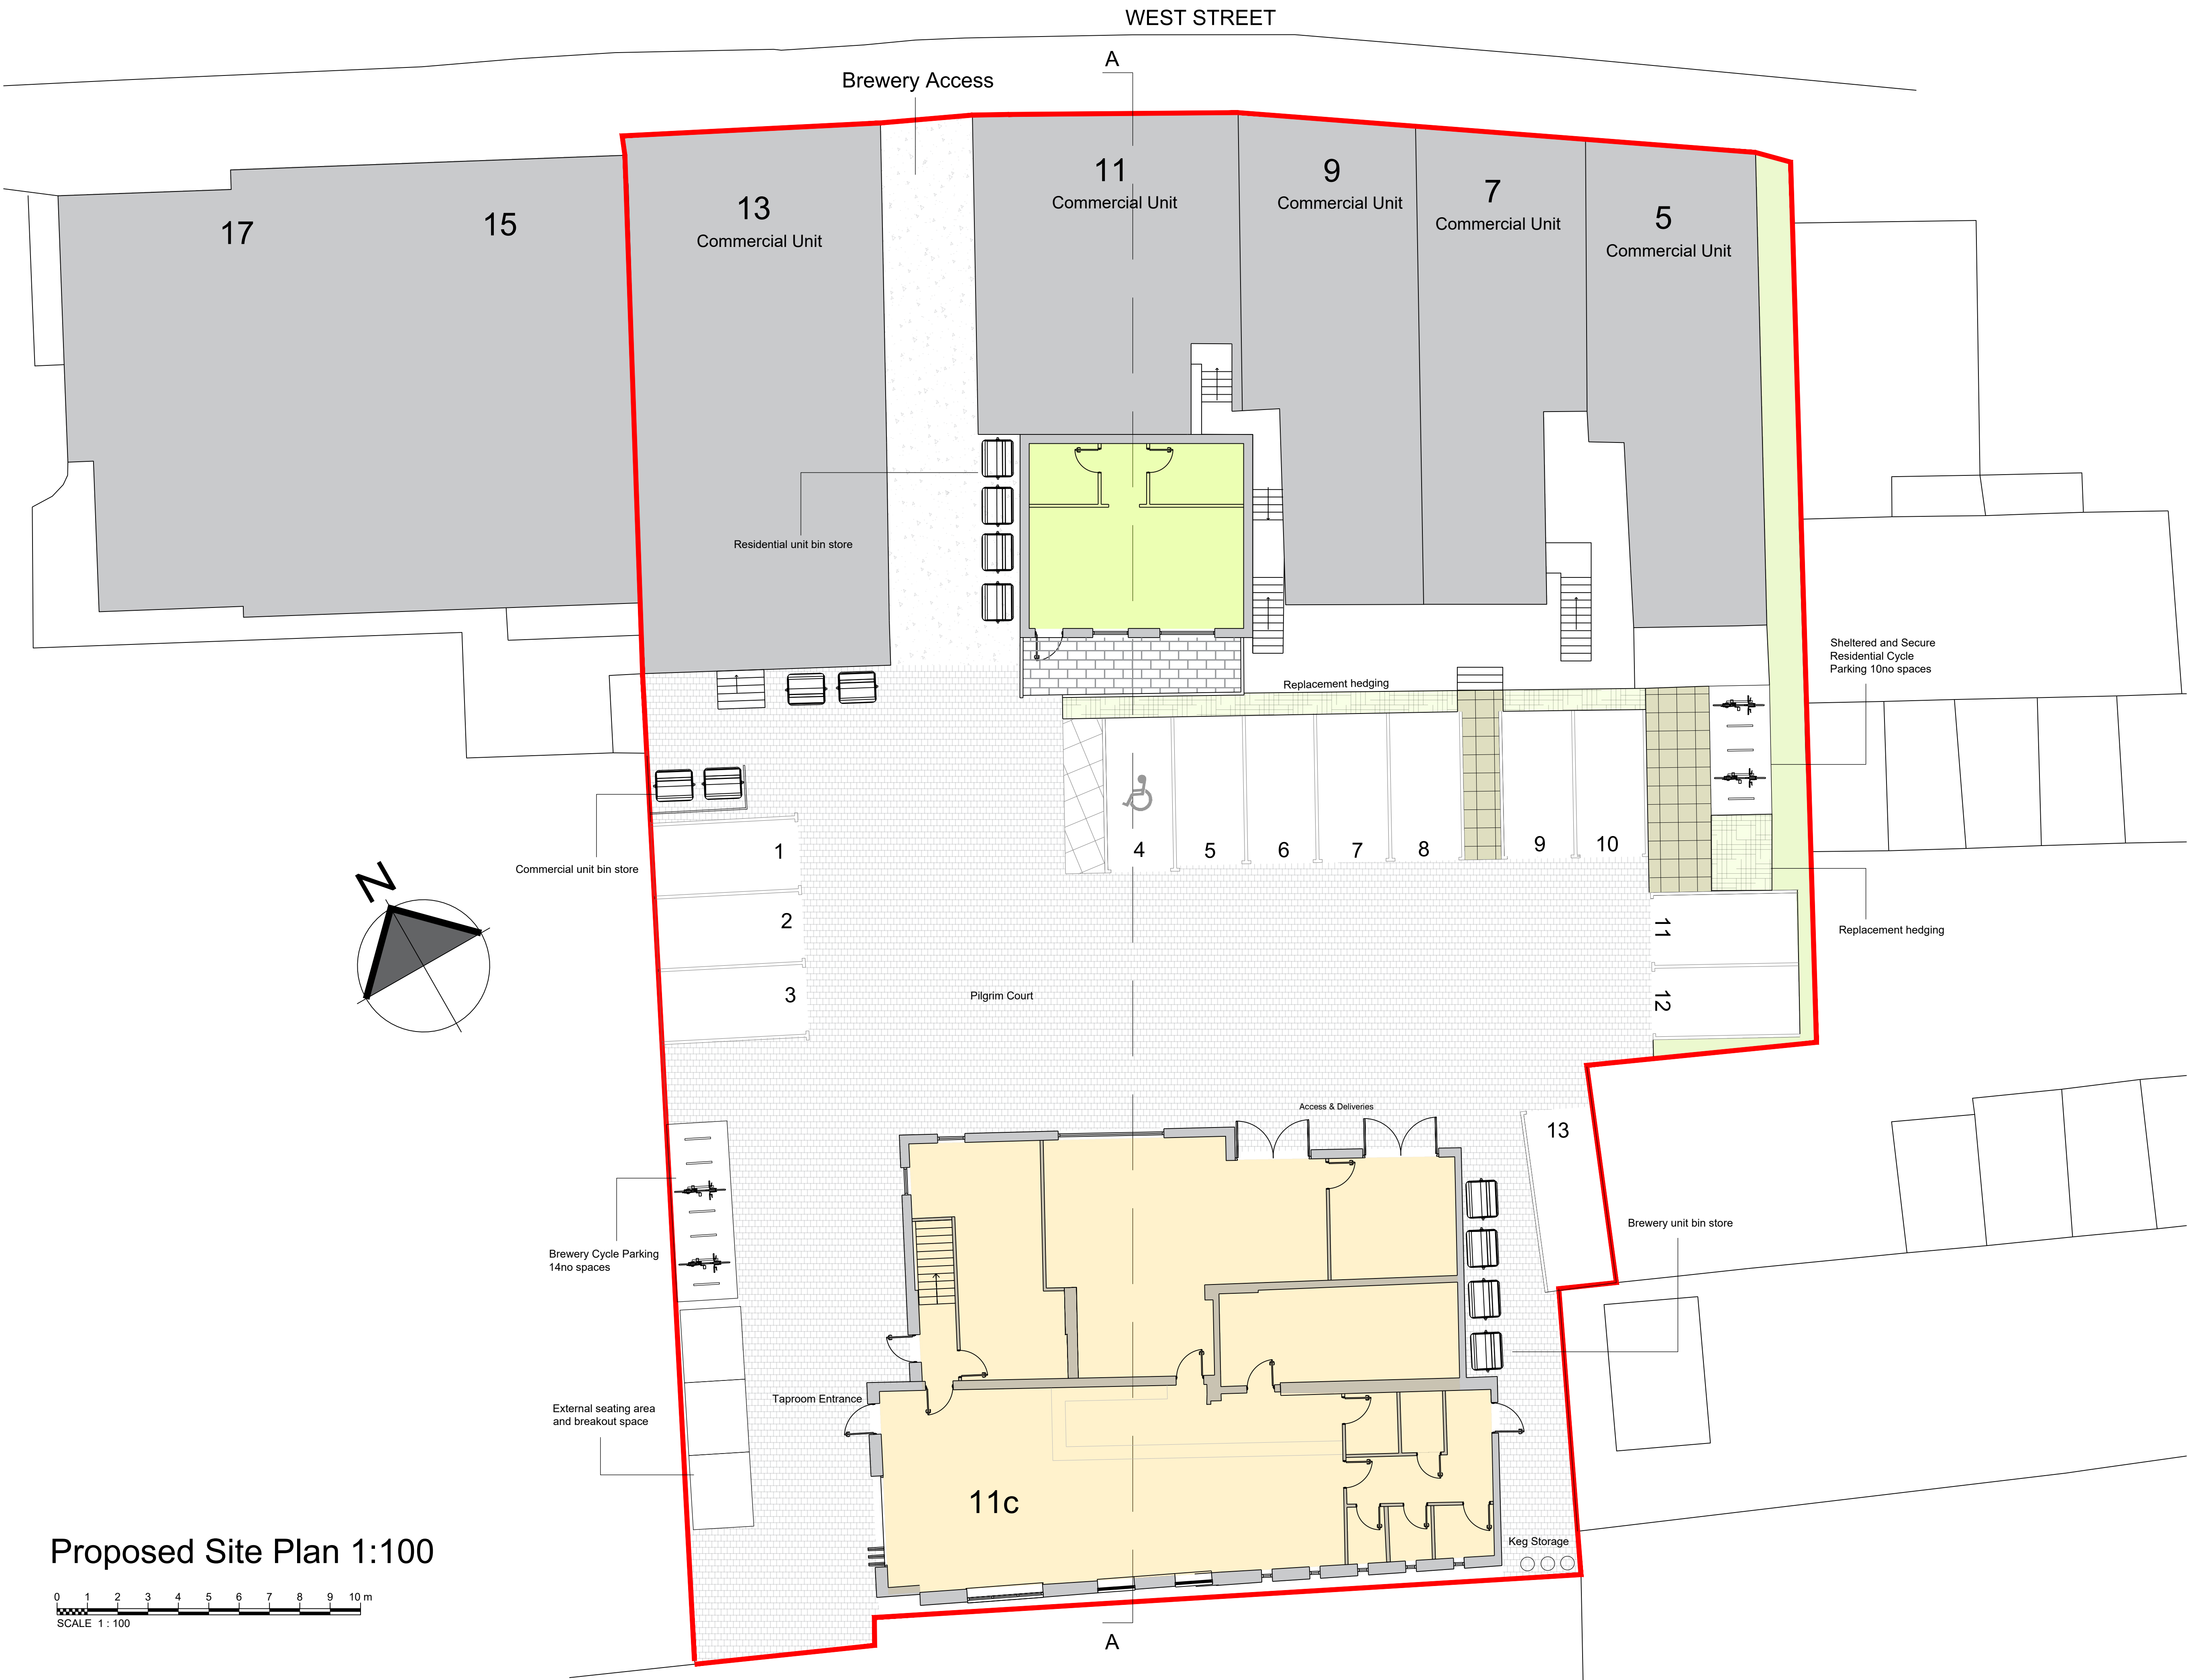 WEST STREET
A
Brewery Access
11
Commercial Unit
9
Commercial Unit
7
Commercial Unit
5
Commercial Unit
13
Commercial Unit
15
17
Residential unit bin store
Sheltered and Secure
Residential Cycle
Parking 10no spaces
Replacement hedging
Commercial unit bin store
1
2
3
4
5
6
7
8
9
10
11
12
Replacement hedging
N
Pilgrim Court
Access & Deliveries
13
Brewery unit bin store
Brewery Cycle Parking
14no spaces
Taproom Entrance
External seating area
and breakout space
11c
Keg Storage
A
Proposed Site Plan 1:100
0 1 2 3 4 5 6 7 8 9 10 m
SCALE 1 : 100